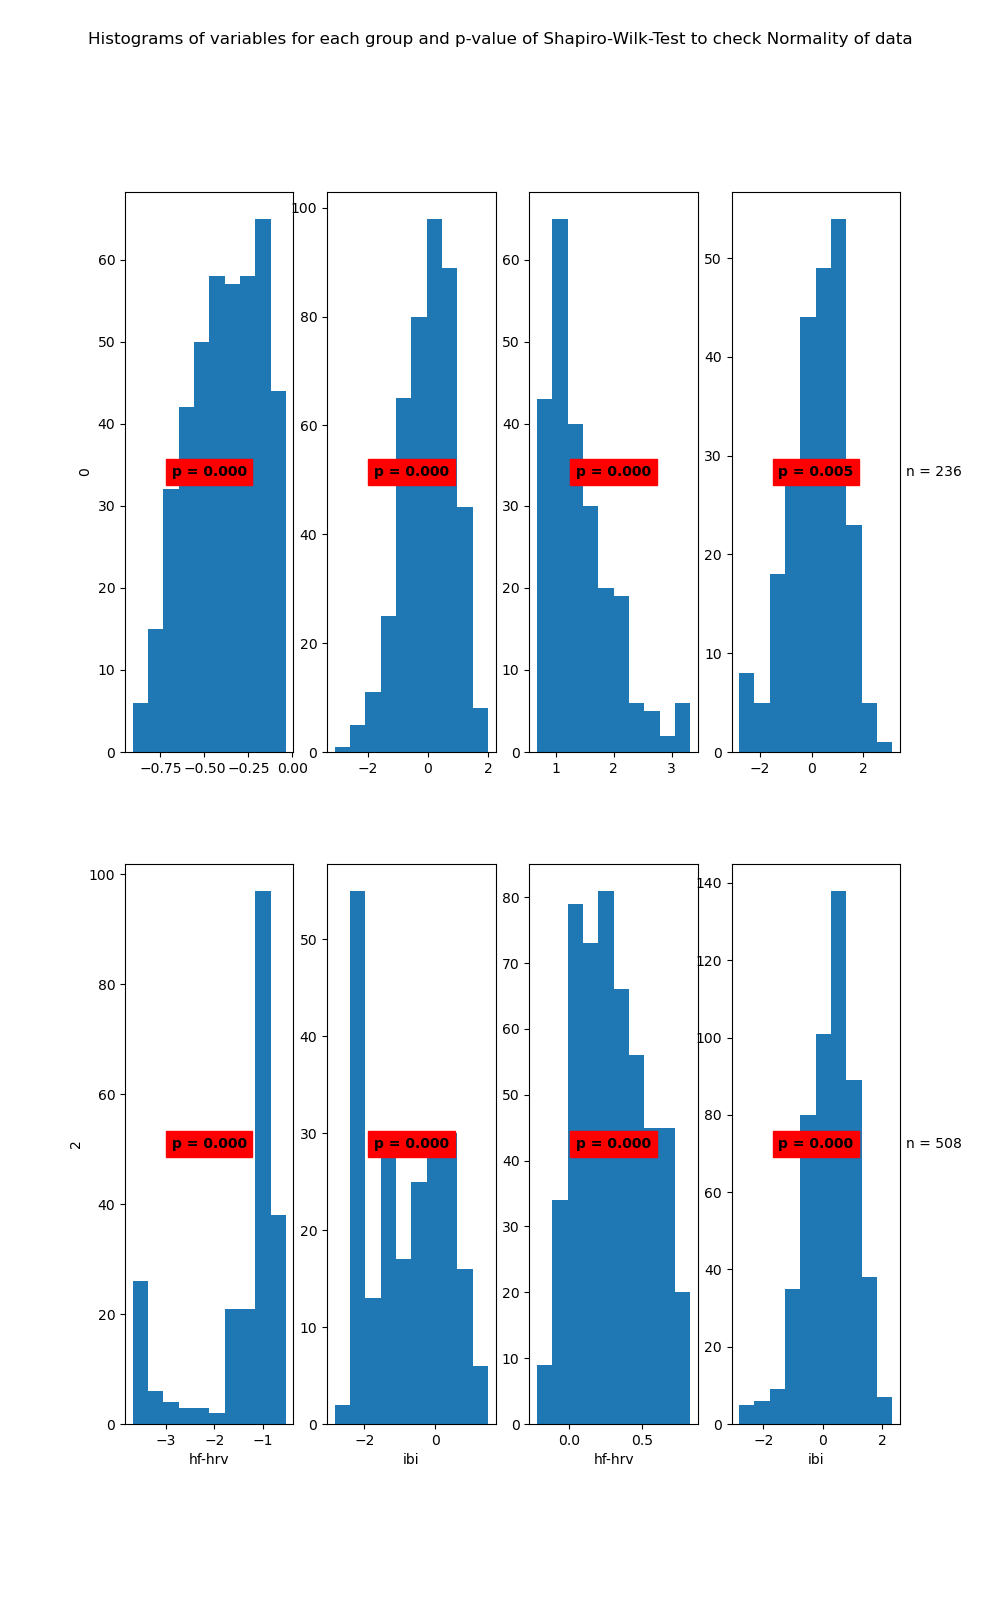 Histograms of variables for each group and p-value of Shapiro-Wilk-Test to check Normality of data
0
0
10
20
30
40
50
60
−0.75 −0.50 −0.25 0.00
p = 0.000
0
20
40
60
80
100
−2 0 2
p = 0.000
0
10
20
30
40
50
60
1 2 3
p = 0.000
0
10
20
30
40
50
−2 0 2
p = 0.005
n = 236
2
0
20
40
60
80
100
−3 −2 −1
hf-hrv
p = 0.000
0
10
20
30
40
50
−2 0
ibi
p = 0.000
0
10
20
30
40
50
60
70
80
0.0 0.5
hf-hrv
p = 0.000
0
20
40
60
80
100
120
140
−2 0 2
ibi
p = 0.000
n = 508